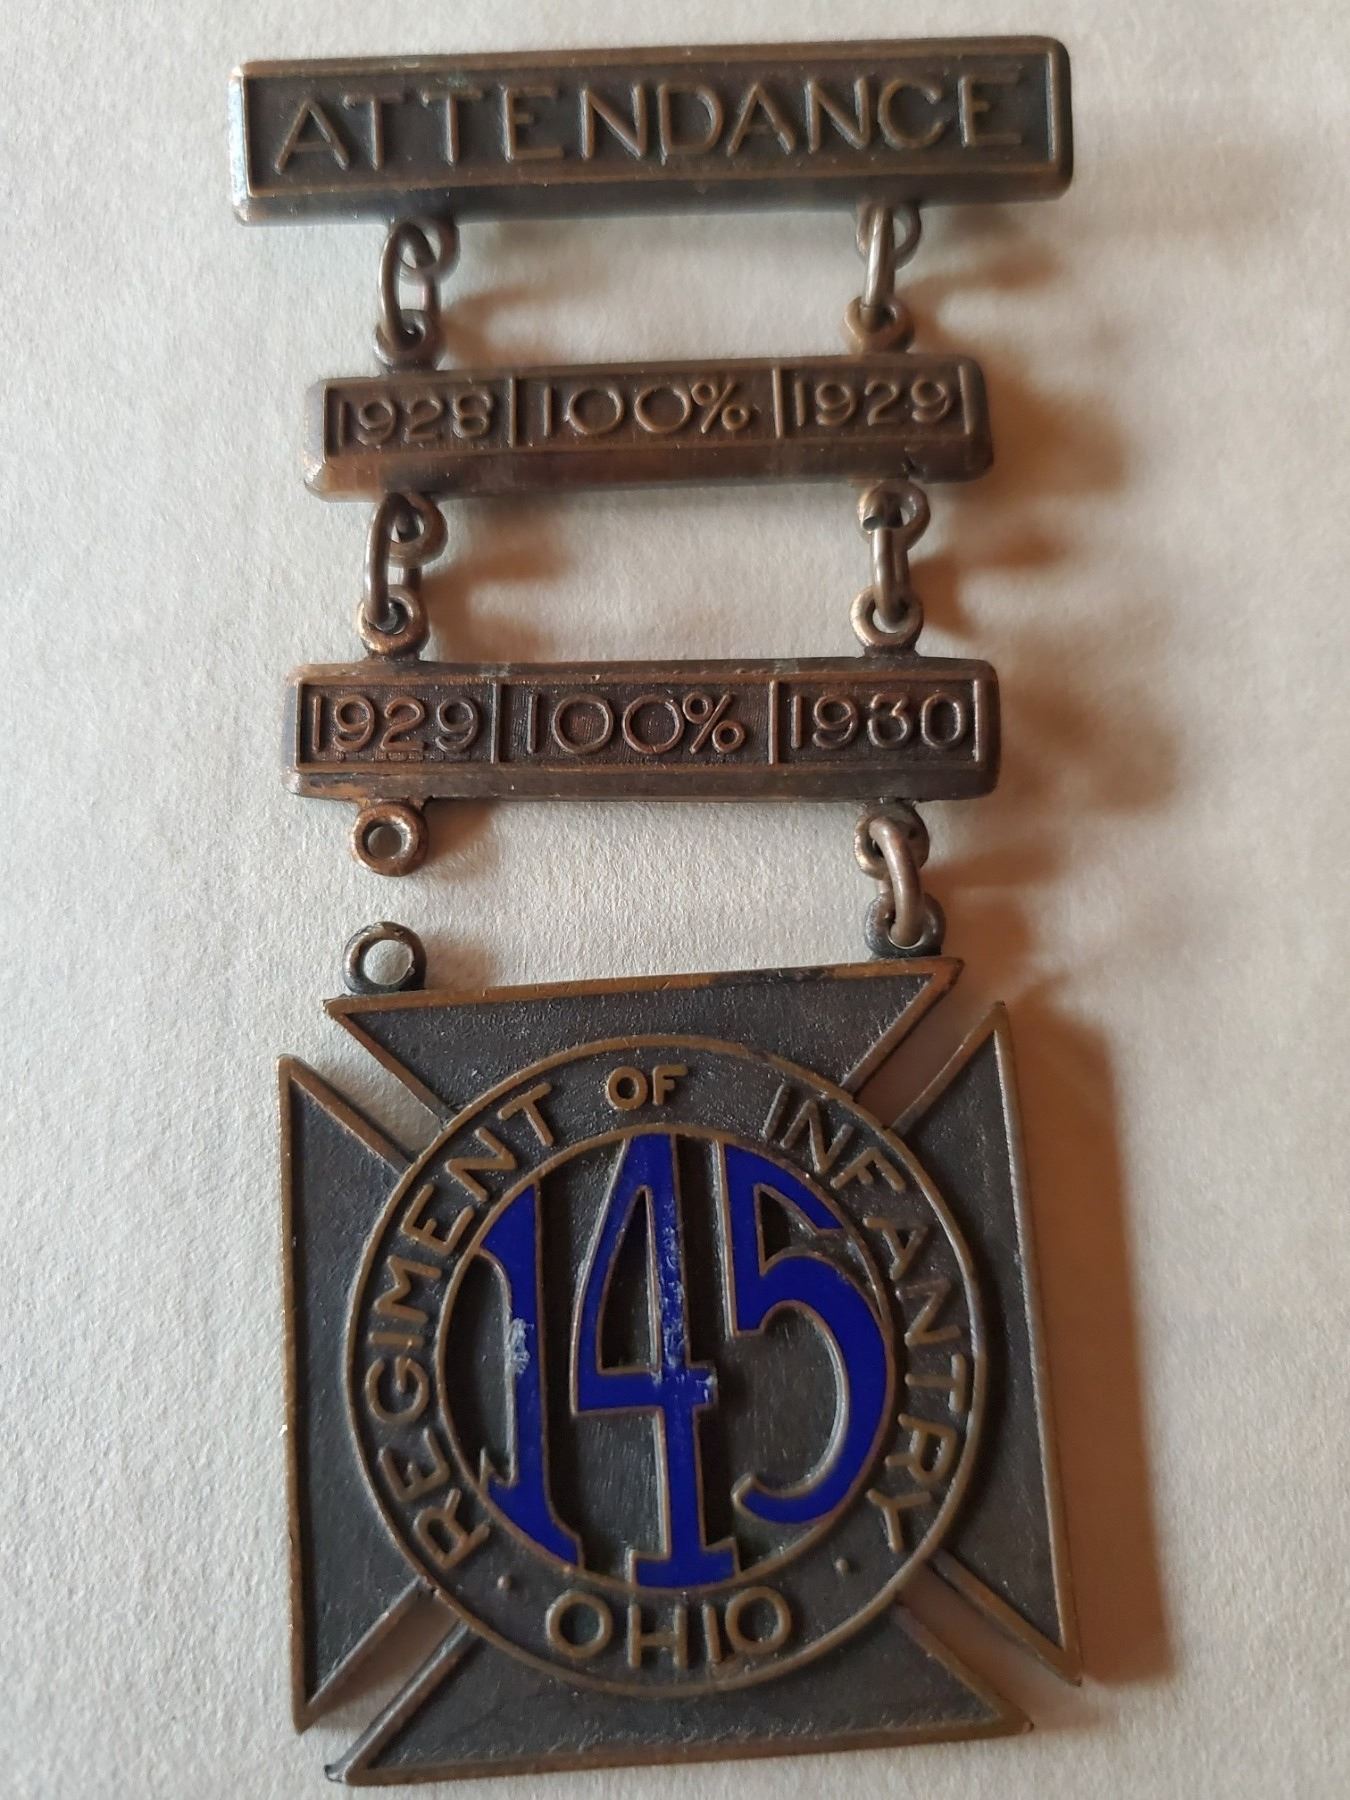 ATTENDANCE
1928 100% 1929
1929 100% 1930
REGIMENT OF INFANTRY
145
· OHIO ·